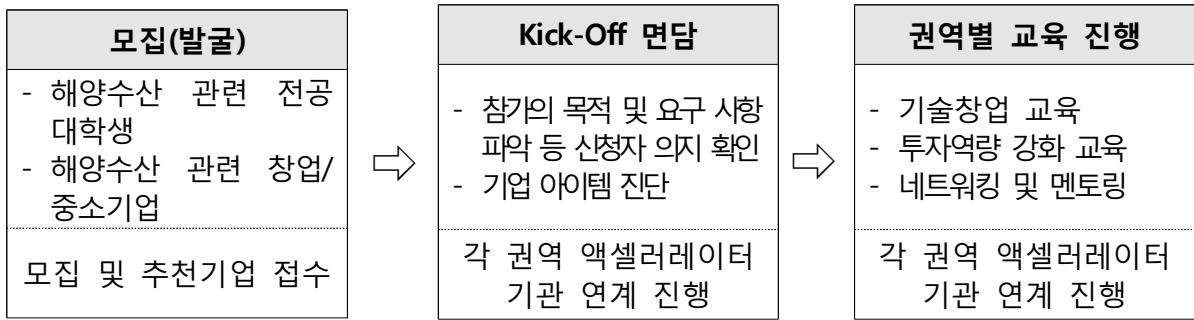 모집(발굴)
- 해양수산 관련 전공
대학생
- 해양수산 관련 창업/
중소기업
모집 및 추천기업 접수
⇨
Kick-Off 면담
- 참가의 목적 및 요구 사항
파악 등 신청자 의지 확인
- 기업 아이템 진단
각 권역 액셀러레이터
기관 연계 진행
⇨
권역별 교육 진행
- 기술창업 교육
- 투자역량 강화 교육
- 네트워킹 및 멘토링
각 권역 액셀러레이터
기관 연계 진행